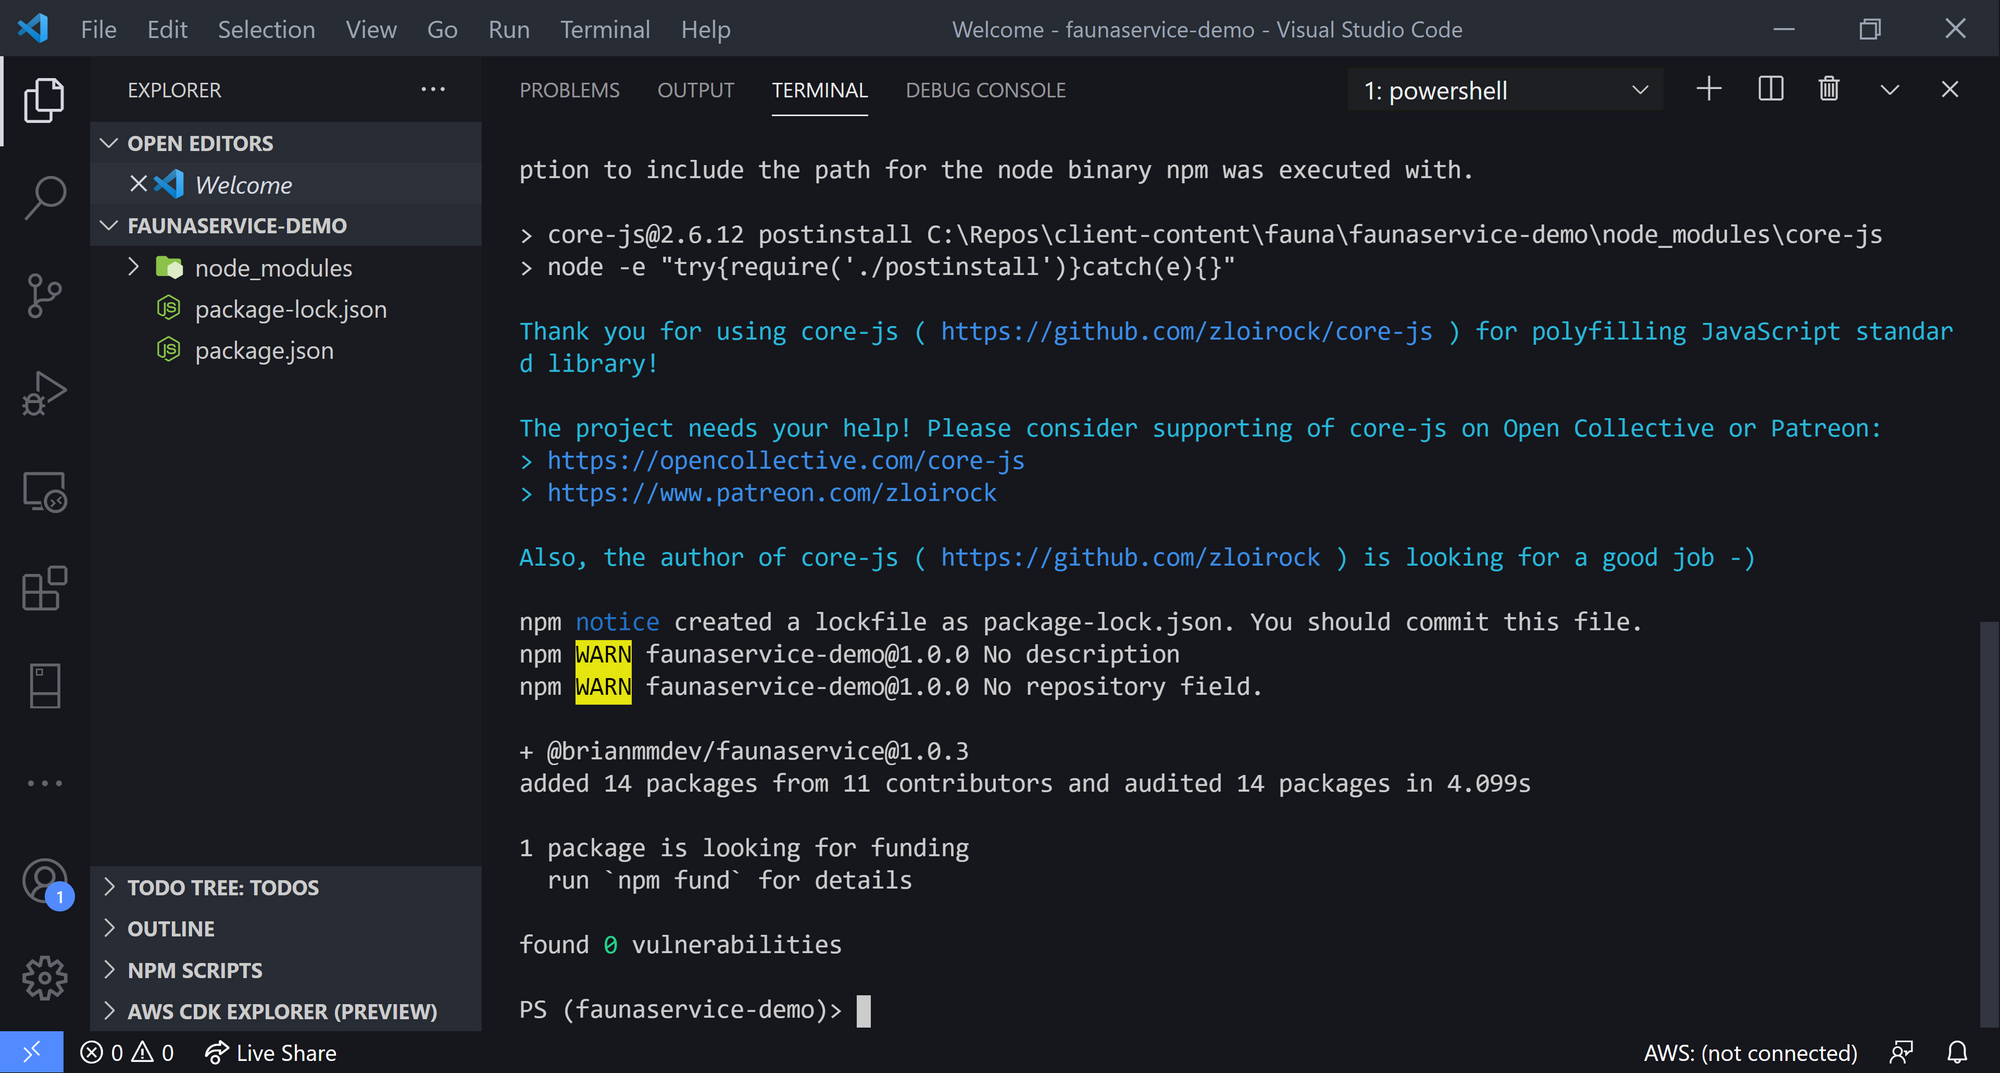 File Edit Selection View Go Run Terminal Help Welcome - faunaservice-demo - Visual Studio Code
EXPLORER
OPEN EDITORS
Welcome
FAUNASERVICE-DEMO
node_modules
package-lock.json
package.json
TODO TREE: TODOS
OUTLINE
NPM SCRIPTS
AWS CDK EXPLORER (PREVIEW)
1
PROBLEMS OUTPUT TERMINAL DEBUG CONSOLE 1: powershell
ption to include the path for the node binary npm was executed with.
> core-js@2.6.12 postinstall C:\Repos\client-content\fauna\faunaservice-demo\node_modules\core-js
> node -e "try{require('./postinstall')}catch(e){}"
Thank you for using core-js ( https://github.com/zloirock/core-js ) for polyfilling JavaScript standar
d library!
The project needs your help! Please consider supporting of core-js on Open Collective or Patreon:
> https://opencollective.com/core-js
> https://www.patreon.com/zloirock
Also, the author of core-js ( https://github.com/zloirock ) is looking for a good job -)
npm notice created a lockfile as package-lock.json. You should commit this file.
npm WARN faunaservice-demo@1.0.0 No description
npm WARN faunaservice-demo@1.0.0 No repository field.
+ @brianmmdev/faunaservice@1.0.3
added 14 packages from 11 contributors and audited 14 packages in 4.099s
1 package is looking for funding
  run `npm fund` for details
found 0 vulnerabilities
PS (faunaservice-demo)>
0 0 Live Share AWS: (not connected)